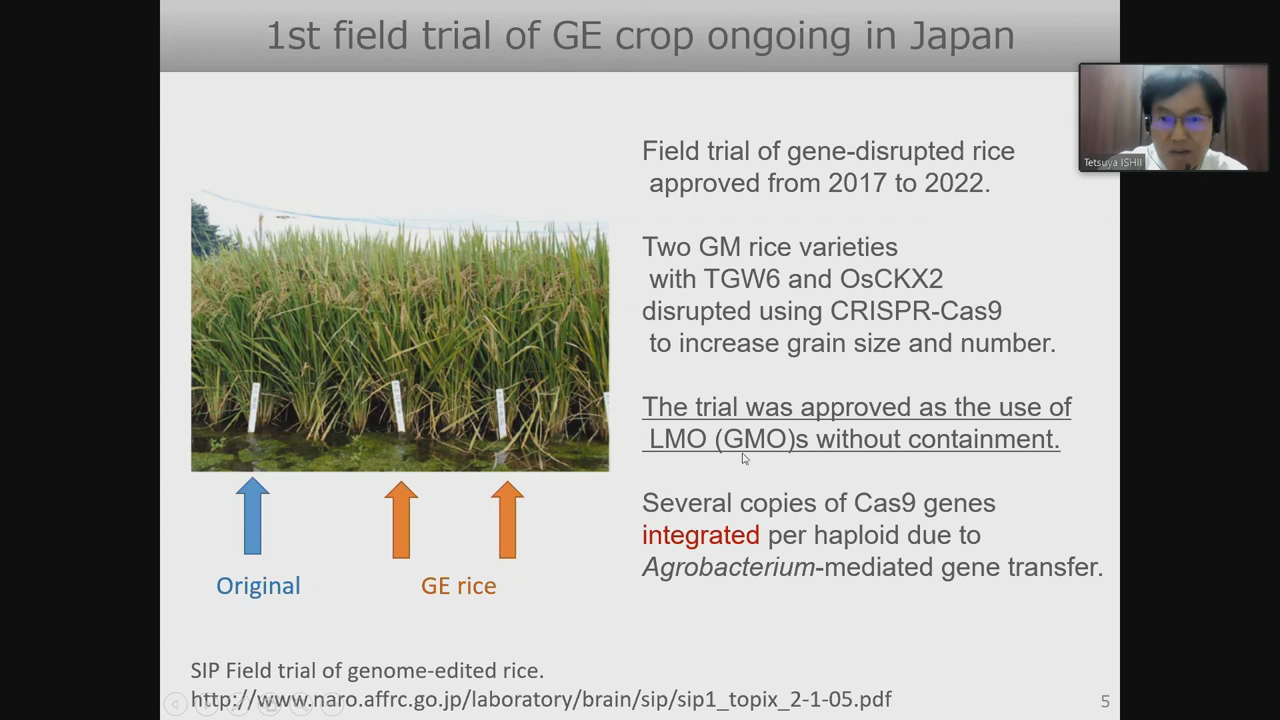 1st field trial of GE crop ongoing in Japan
Tetsuya ISHII
Field trial of gene-disrupted rice
approved from 2017 to 2022.
Two GM rice varieties
with TGW6 and OsCKX2
disrupted using CRISPR-Cas9
to increase grain size and number.
The trial was approved as the use of
LMO (GMO)s without containment.
Several copies of Cas9 genes
integrated per haploid due to
Agrobacterium-mediated gene transfer.
Original
GE rice
SIP Field trial of genome-edited rice.
http://www.naro.affrc.go.jp/laboratory/brain/sip/sip1_topix_2-1-05.pdf
5